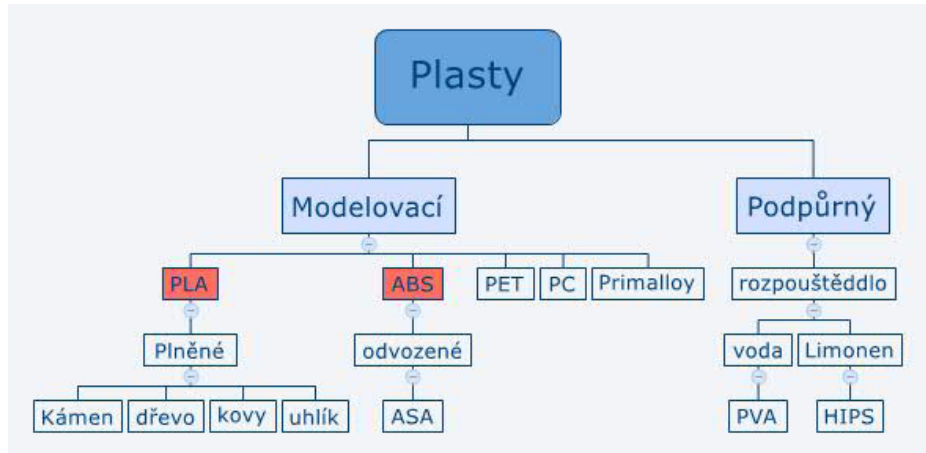 Plasty
Modelovací Podpůrný
PLA ABS PET PC Primalloy rozpouštěddlo
Plněné odvozené voda Limonen
Kámen dřevo kovy uhlík ASA PVA HIPS